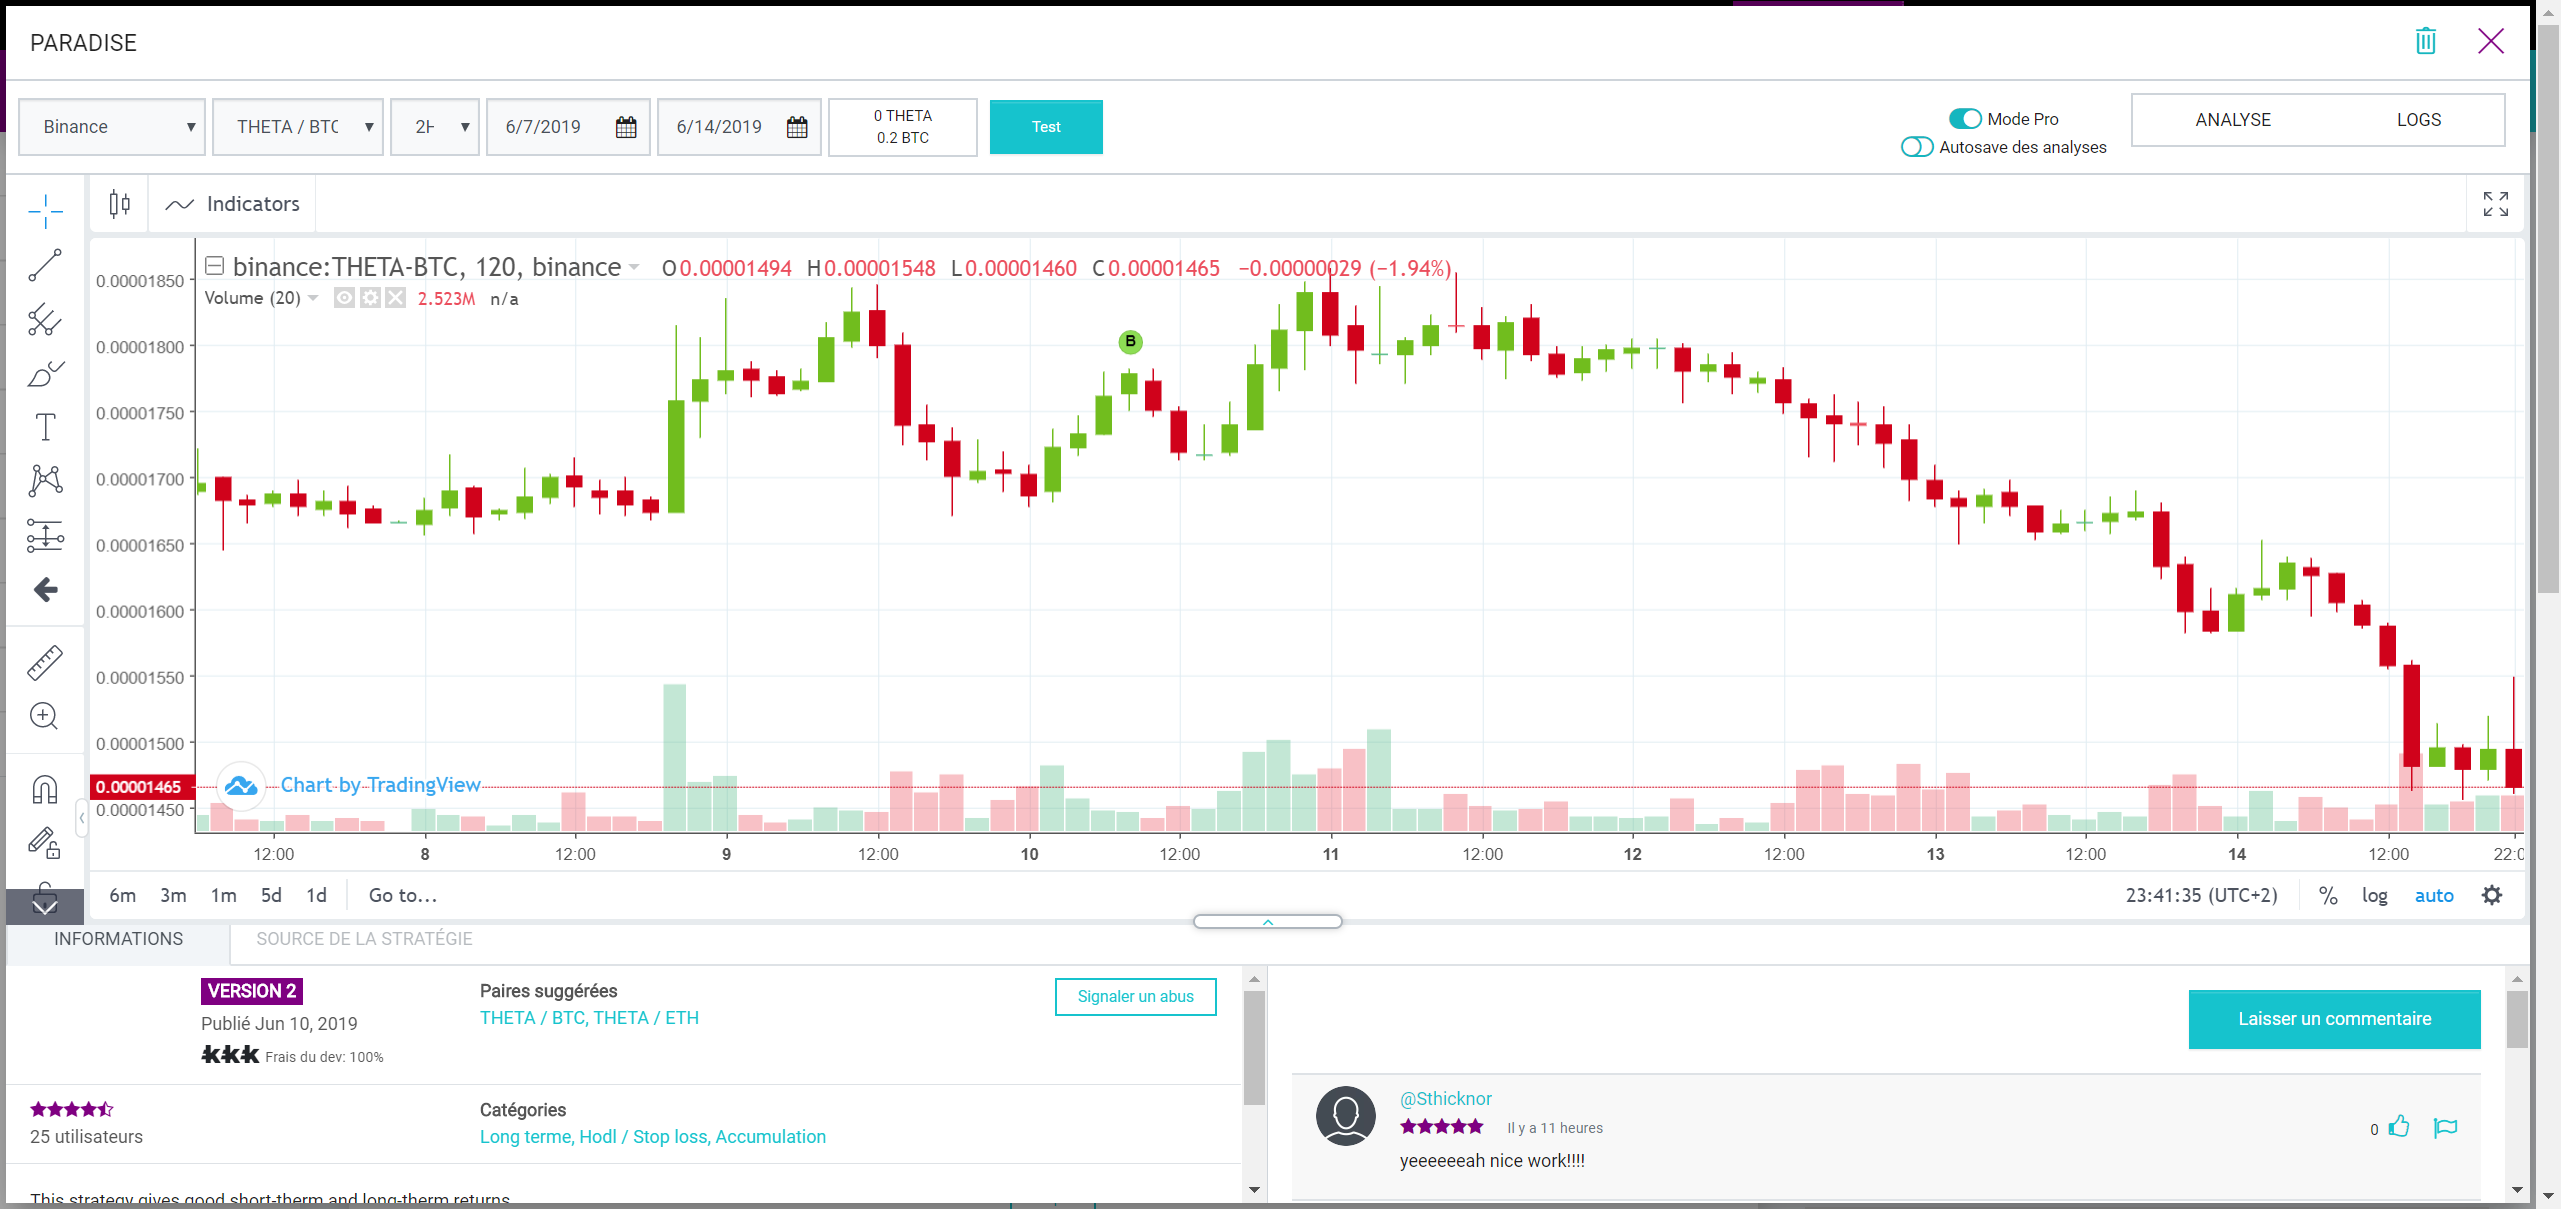 PARADISE
Binance
THETA / BTC
2H
6/7/2019
6/14/2019
0 THETA
0.2 BTC
Test
Mode Pro
Autosave des analyses
ANALYSE
LOGS
Indicators
binance:THETA-BTC, 120, binance O0.00001494 H0.00001548 L0.00001460 C0.00001465 −0.00000029 (−1.94%)
Volume (20) 2.523M n/a
0.00001850
0.00001800
0.00001750
0.00001700
0.00001650
0.00001600
0.00001550
0.00001500
0.00001465
0.00001450
B
Chart by TradingView
12:00 8 12:00 9 12:00 10 12:00 11 12:00 12 12:00 13 12:00 14 12:00 22:0
6m 3m 1m 5d 1d Go to...
23:41:35 (UTC+2) % log auto
INFORMATIONS
SOURCE DE LA STRATÉGIE
VERSION 2
Publié Jun 10, 2019
Frais du dev: 100%
Paires suggérées
THETA / BTC, THETA / ETH
Signaler un abus
25 utilisateurs
Catégories
Long terme, Hodl / Stop loss, Accumulation
This strategy gives good short-therm and long-therm returns
Laisser un commentaire
@Sthicknor
Il y a 11 heures
0
yeeeeeeah nice work!!!!